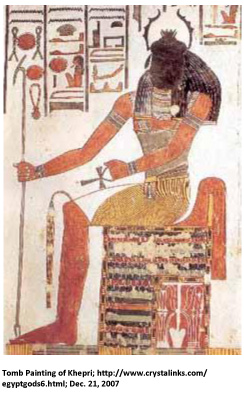 Tomb Painting of Khepri; http://www.crystalinks.com/
egyptgods6.html; Dec. 21, 2007